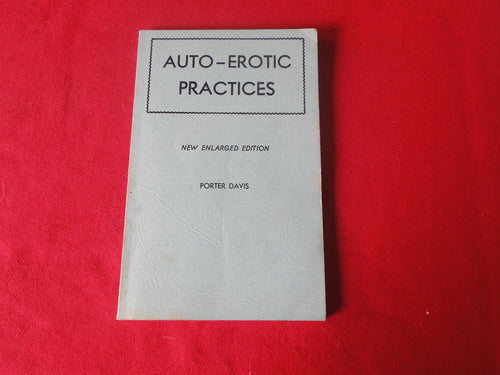 AUTO-EROTIC
PRACTICES
NEW ENLARGED EDITION
PORTER DAVIS